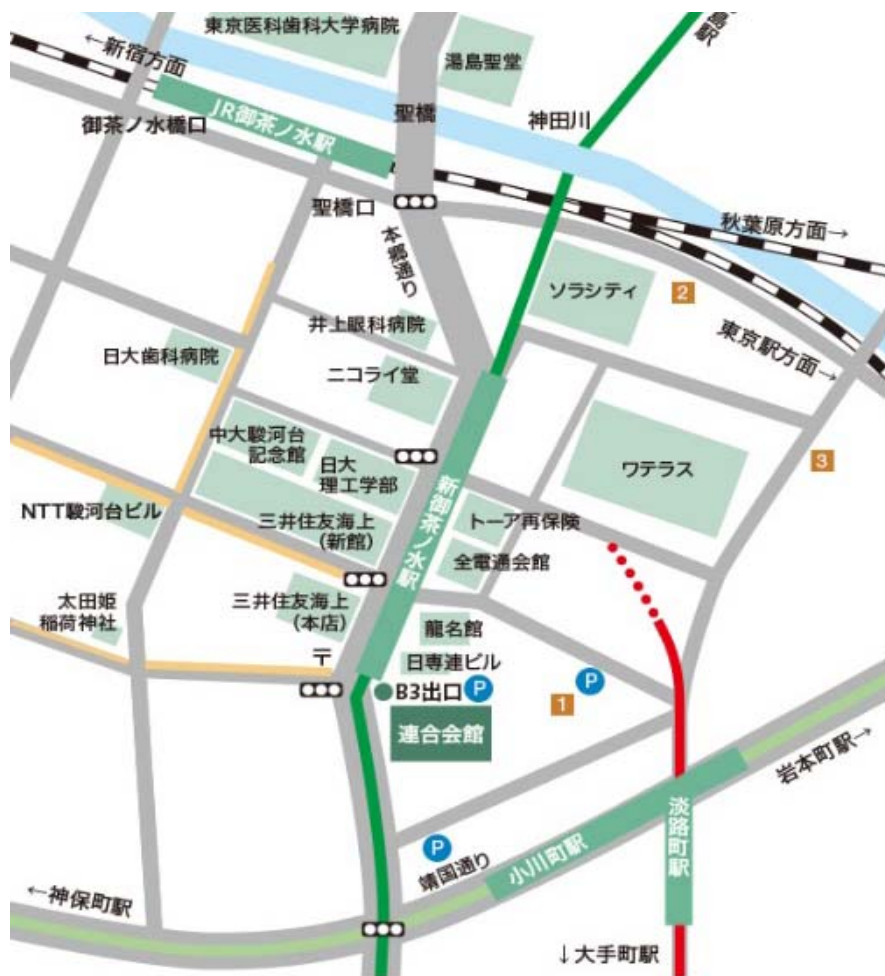 東京医科歯科大学病院
←新宿方面
湯島聖堂
島駅
聖橋
神田川
JR御茶ノ水駅
御茶ノ水橋口
聖橋口
本郷通り
秋葉原方面→
ソラシティ
2
井上眼科病院
東京駅方面→
日大歯科病院
ニコライ堂
中大駿河台
記念館
日大
理工学部
ワテラス
3
新御茶ノ水駅
NTT駿河台ビル
三井住友海上
(新館)
トーア再保険
全電通会館
太田姫
稲荷神社
三井住友海上
(本店)
龍名館
〒
日専連ビル
B3出口
P
P
1
連合会館
岩本町駅→
淡路町駅
P
靖国通り
小川町駅
←神保町駅
↓大手町駅